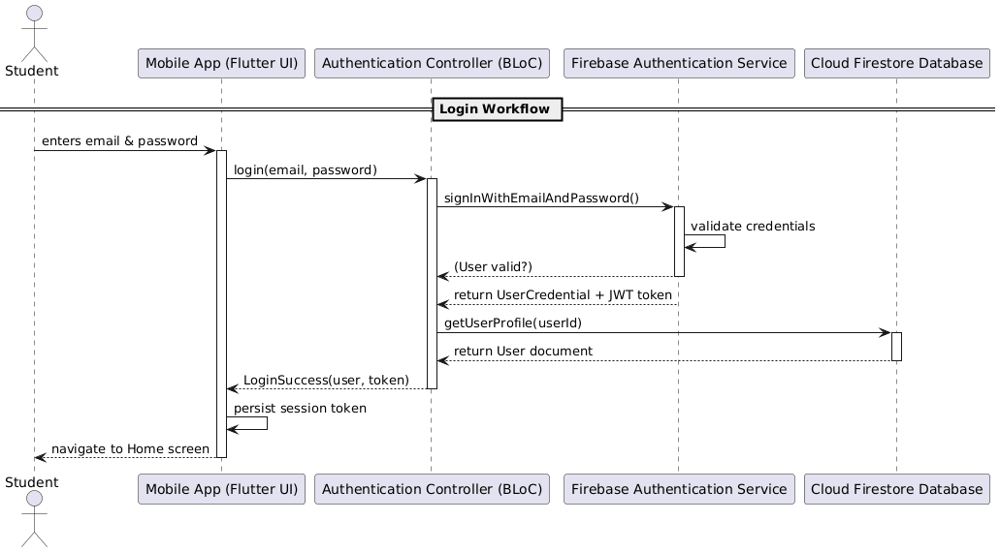 Student
Mobile App (Flutter UI)
Authentication Controller (BLoC)
Firebase Authentication Service
Cloud Firestore Database
Login Workflow
enters email & password
login(email, password)
signInWithEmailAndPassword()
validate credentials
(User valid?)
return UserCredential + JWT token
getUserProfile(userId)
return User document
LoginSuccess(user, token)
persist session token
navigate to Home screen
Student
Mobile App (Flutter UI)
Authentication Controller (BLoC)
Firebase Authentication Service
Cloud Firestore Database